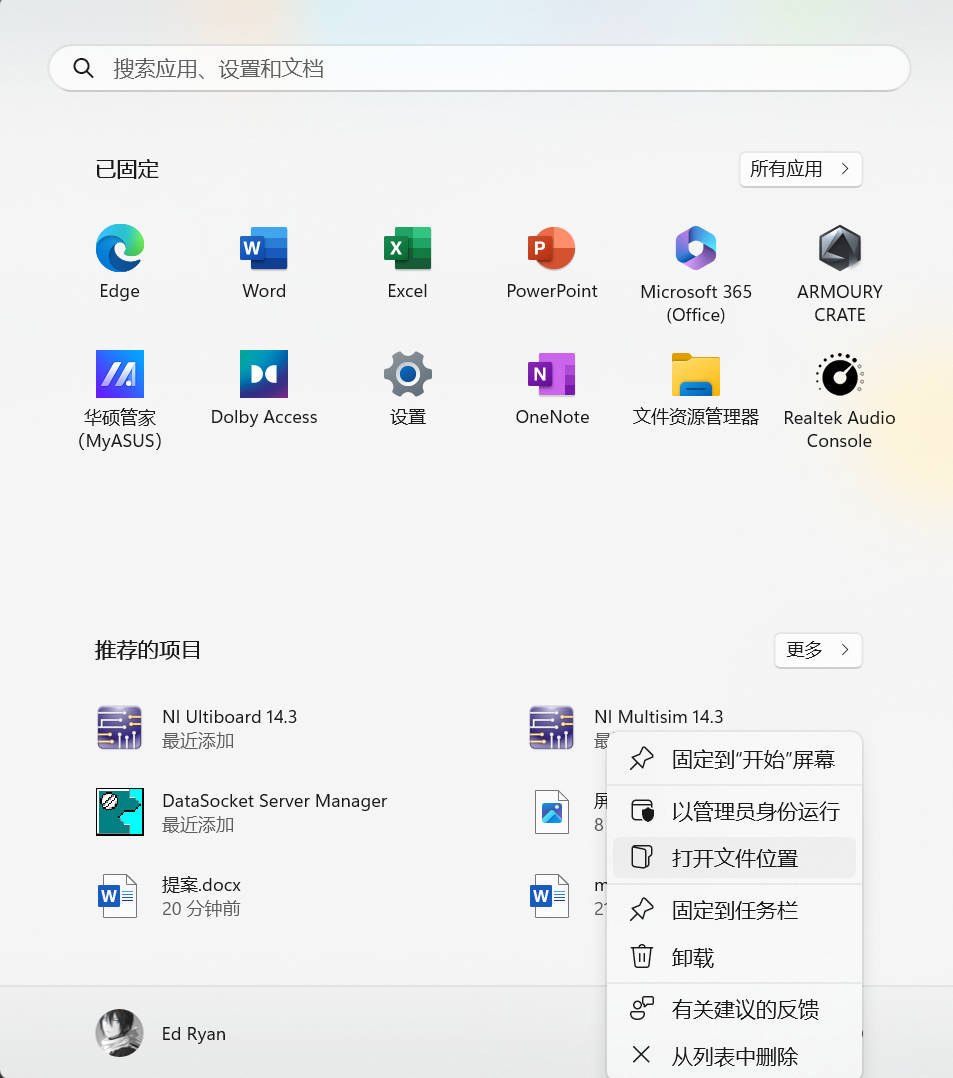 搜索应用、设置和文档
已固定
所有应用
Edge
Word
Excel
PowerPoint
Microsoft 365
(Office)
ARMOURY
CRATE
华硕管家
(MyASUS)
Dolby Access
设置
OneNote
文件资源管理器
Realtek Audio
Console
推荐的项目
更多
NI Ultiboard 14.3
最近添加
NI Multisim 14.3
DataSocket Server Manager
最近添加
屏
8
提案.docx
20 分钟前
m
固定到“开始”屏幕
以管理员身份运行
打开文件位置
固定到任务栏
卸载
有关建议的反馈
从列表中删除
Ed Ryan